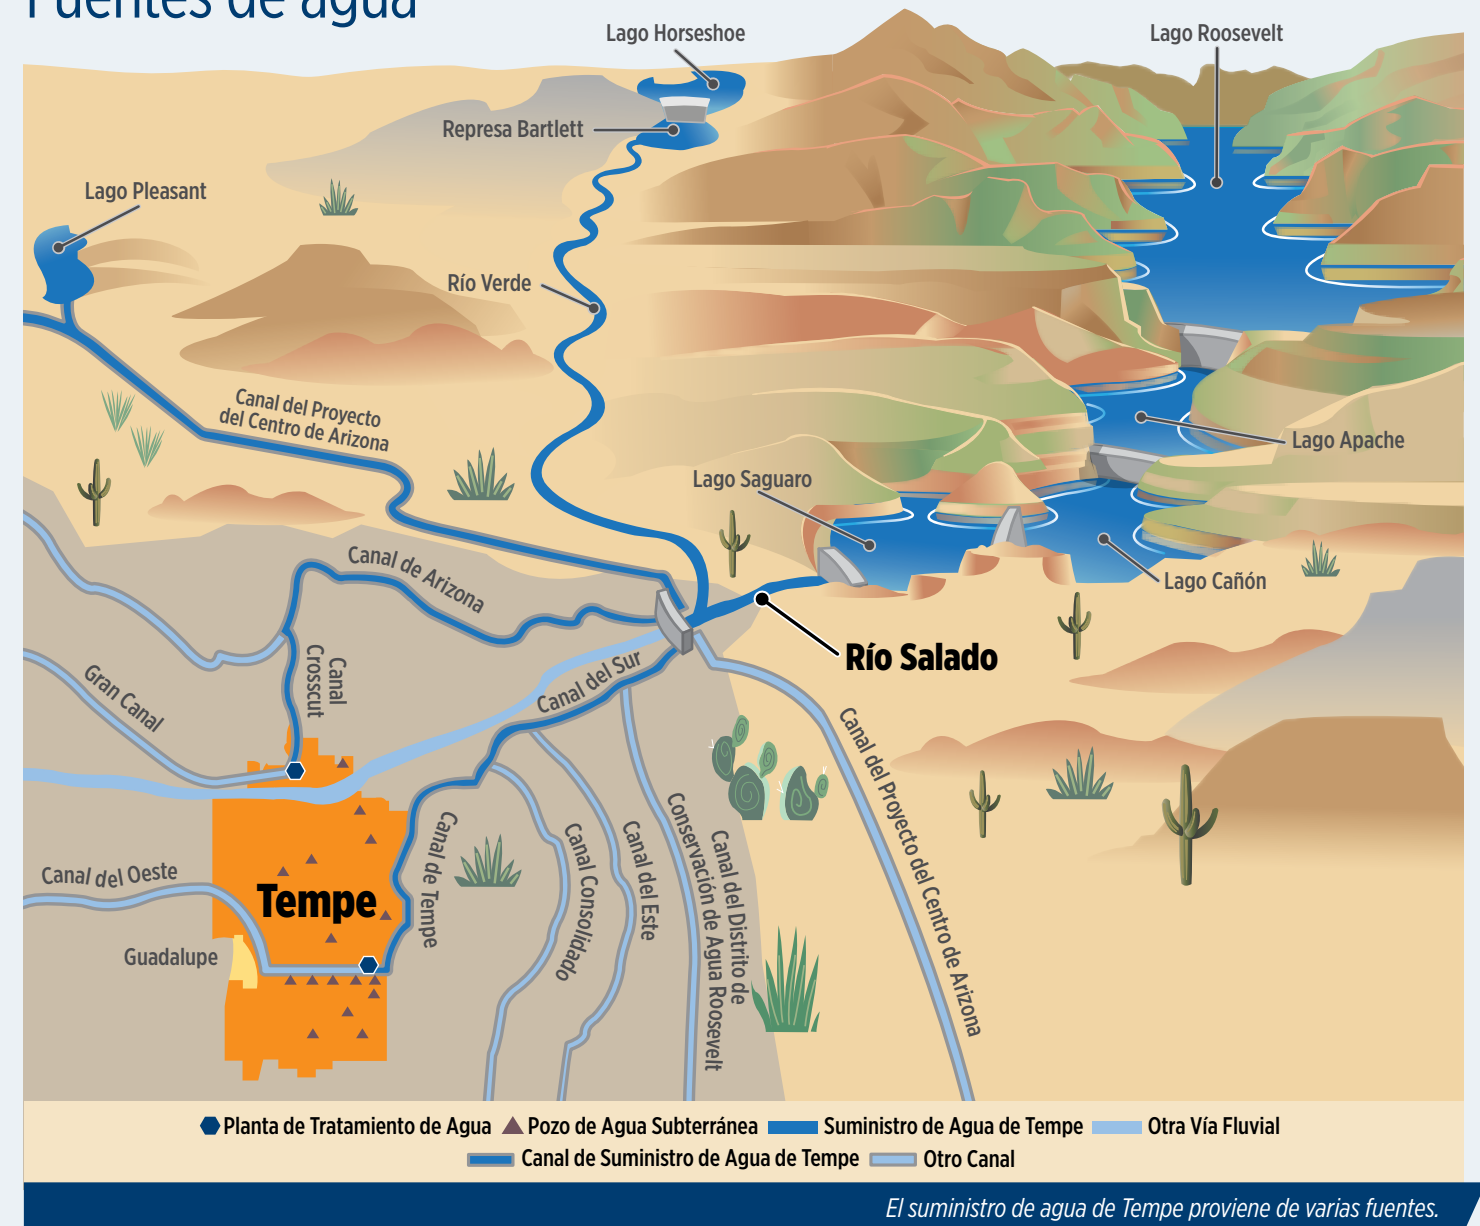 Fuentes de agua
Lago Horseshoe
Lago Roosevelt
Represa Bartlett
Lago Pleasant
Río Verde
Canal del Proyecto
del Centro de Arizona
Lago Apache
Lago Saguaro
Canal de Arizona
Lago Cañón
Río Salado
Canal
Crosscut
Gran Canal
Canal del Sur
Canal del Proyecto del Centro de Arizona
Canal de Tempe
Canal Consolidado
Canal del Este
Canal del Distrito de
Conservación de Agua Roosevelt
Canal del Oeste
Tempe
Guadalupe
Planta de Tratamiento de Agua Pozo de Agua Subterránea Suministro de Agua de Tempe Otra Vía Fluvial
Canal de Suministro de Agua de Tempe Otro Canal
El suministro de agua de Tempe proviene de varias fuentes.